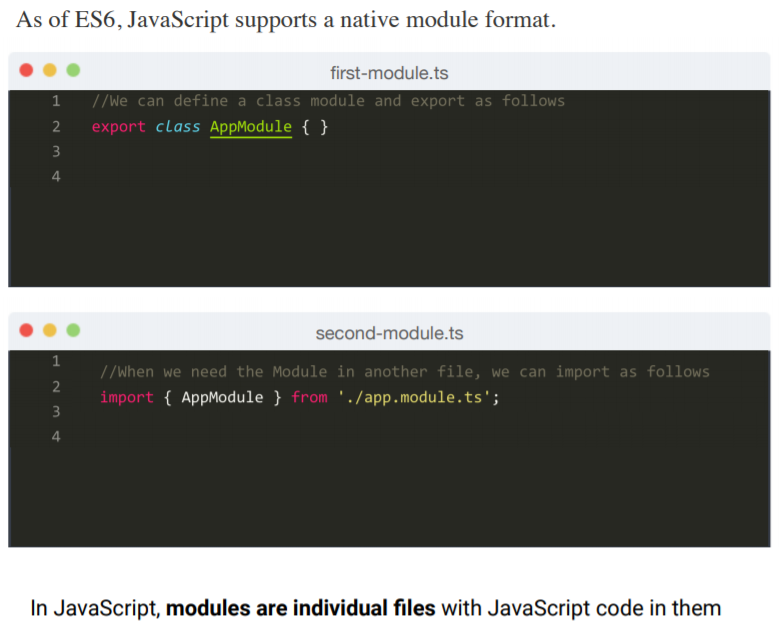 As of ES6, JavaScript supports a native module format.
first-module.ts
1 //We can define a class module and export as follows
2 export class AppModule { }
3
4
second-module.ts
1 //When we need the Module in another file, we can import as follows
2 import { AppModule } from './app.module.ts';
3
4
In JavaScript, modules are individual files with JavaScript code in them